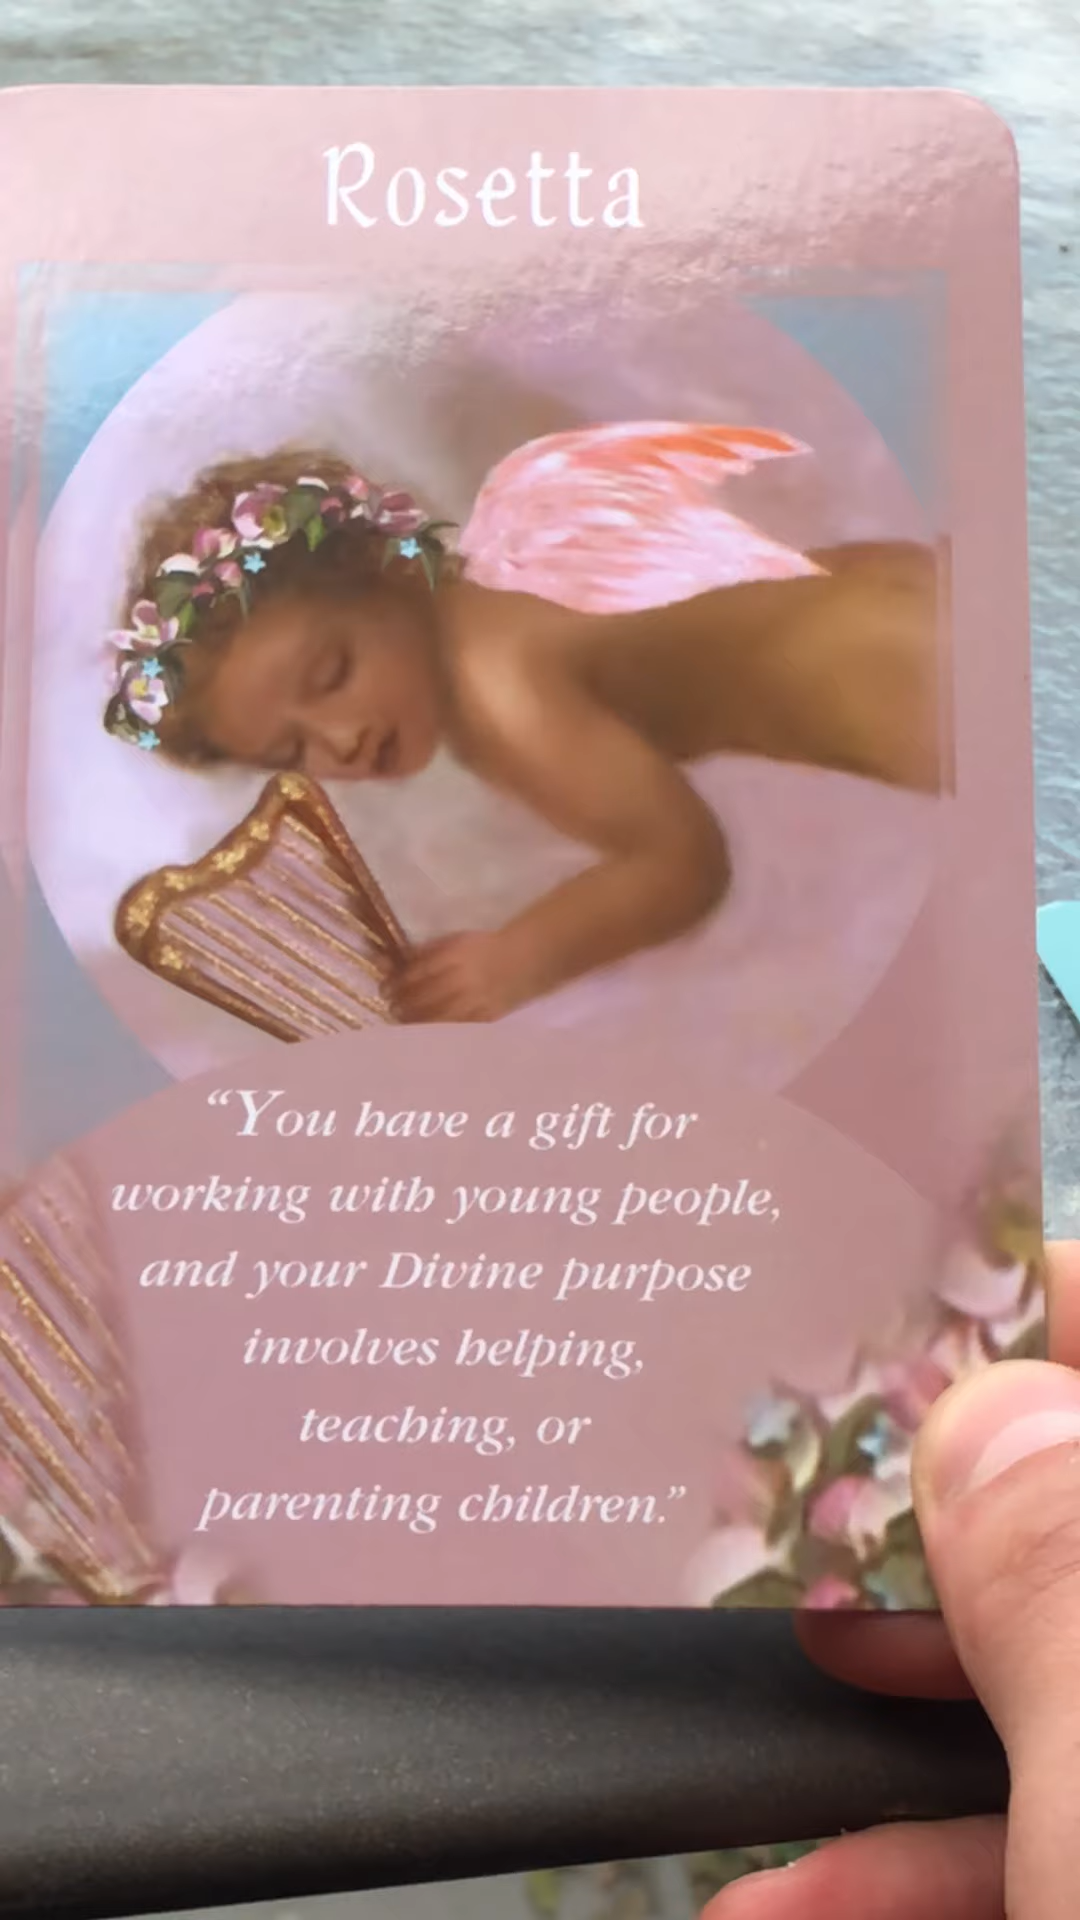 Rosetta
“You have a gift for
working with young people,
and your Divine purpose
involves helping,
teaching, or
parenting children.”